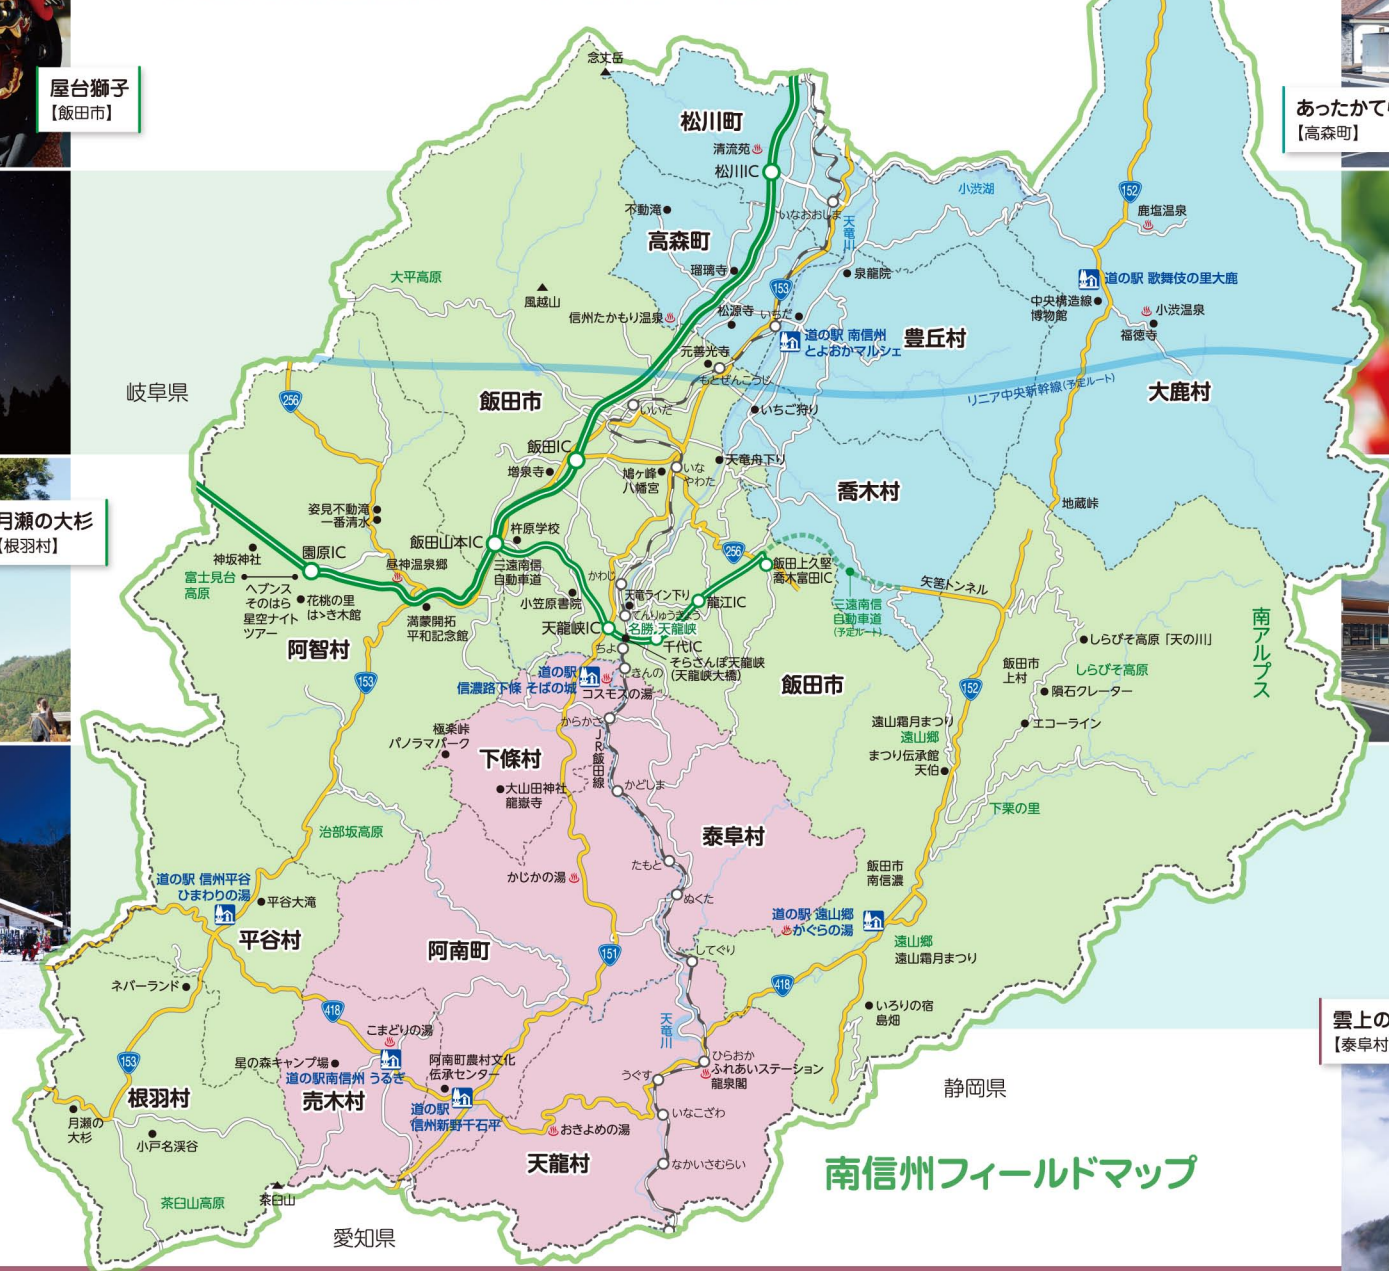 屋台獅子
【飯田市】
月瀬の大杉
【根羽村】
あったかて
【高森町】
雲上の
【泰阜村
念丈岳
松川町
清流苑
松川IC
いなおおしま
天竜川
不動滝
高森町
瑠璃寺
泉龍院
153
小渋湖
152
鹿塩温泉
道の駅 歌舞伎の里大鹿
中央構造線
博物館
小渋温泉
福徳寺
大平高原
風越山
信州たかもり温泉
松源寺
いちだ
道の駅 南信州
とよおかマルシェ
豊丘村
元善光寺
もとぜんこうじ
リニア中央新幹線(予定ルート)
大鹿村
岐阜県
256
飯田市
いいだ
いちご狩り
飯田IC
増泉寺
鳩ヶ峰
八幡宮
いな
やわた
天竜舟下り
喬木村
地蔵峠
姿見不動滝
一番清水
飯田山本IC
杵原学校
神坂神社
園原IC
昼神温泉郷
三遠南信
自動車道
かわじ
256
飯田上久堅
喬木富田IC
矢筈トンネル
富士見台
高原
ヘブンス
そのはら
星空ナイト
ツアー
花桃の里
はゝき木館
満蒙開拓
平和記念館
小笠原書院
天竜ライン下り
てんりゅうきょう
龍江IC
三遠南信
自動車道
(予定ルート)
天龍峡IC
名勝 天龍峡
千代IC
ちよ
そらさんぽ天龍峡
(天龍峡大橋)
阿智村
153
道の駅
信濃路下條 そばの城
きんの
コスモスの湯
飯田市
飯田市
上村
しらびそ高原「天の川」
しらびそ高原
南アルプス
152
隕石クレーター
エコーライン
からかさ
JR飯田線
極楽峠
パノラマパーク
下條村
遠山霜月まつり
遠山郷
まつり伝承館
天伯
大山田神社
龍嶽寺
かどしま
下栗の里
治部坂高原
泰阜村
たもと
かじかの湯
飯田市
南信濃
道の駅 信州平谷
ひまわりの湯
平谷大滝
ぬくた
道の駅 遠山郷
かぐらの湯
平谷村
阿南町
151
してぐり
遠山郷
遠山霜月まつり
ネバーランド
418
418
天竜川
いろりの宿
島畑
こまどりの湯
星の森キャンプ場
道の駅南信州 うるぎ
阿南町農村文化
伝承センター
ひらおか
ふれあいステーション
龍泉閣
うぐす
153
根羽村
売木村
道の駅
信州新野千石平
いなこざわ
静岡県
月瀬の
大杉
小戸名渓谷
おきよめの湯
天龍村
なかいさむらい
茶臼山高原
茶臼山
愛知県
南信州フィールドマップ